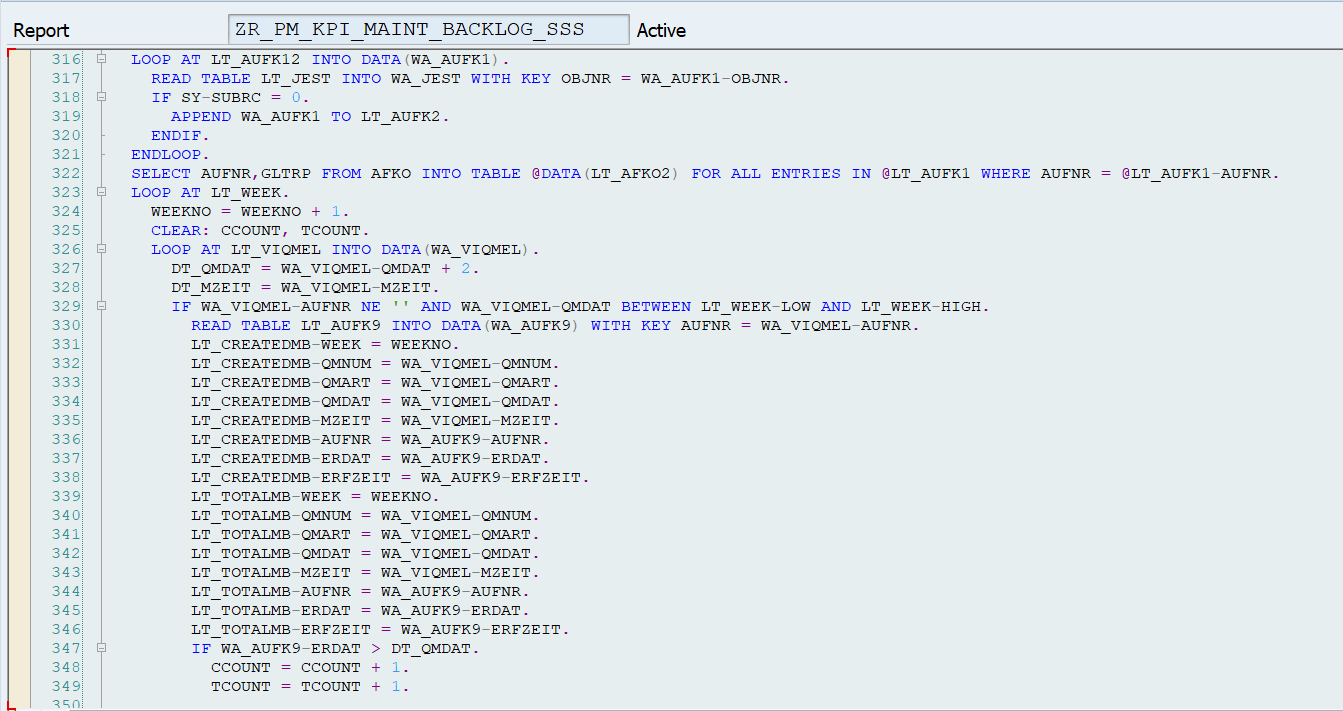 Report ZR_PM_KPI_MAINT_BACKLOG_SSS Active
316 LOOP AT LT_AUFK12 INTO DATA(WA_AUFK1).
317 READ TABLE LT_JEST INTO WA_JEST WITH KEY OBJNR = WA_AUFK1-OBJNR.
318 IF SY-SUBRC = 0.
319 APPEND WA_AUFK1 TO LT_AUFK2.
320 ENDIF.
321 ENDLOOP.
322 SELECT AUFNR,GLTRP FROM AFKO INTO TABLE @DATA(LT_AFKO2) FOR ALL ENTRIES IN @LT_AUFK1 WHERE AUFNR = @LT_AUFK1-AUFNR.
323 LOOP AT LT_WEEK.
324 WEEKNO = WEEKNO + 1.
325 CLEAR: CCOUNT, TCOUNT.
326 LOOP AT LT_VIQMEL INTO DATA(WA_VIQMEL).
327 DT_QMDAT = WA_VIQMEL-QMDAT + 2.
328 DT_MZEIT = WA_VIQMEL-MZEIT.
329 IF WA_VIQMEL-AUFNR NE '' AND WA_VIQMEL-QMDAT BETWEEN LT_WEEK-LOW AND LT_WEEK-HIGH.
330 READ TABLE LT_AUFK9 INTO DATA(WA_AUFK9) WITH KEY AUFNR = WA_VIQMEL-AUFNR.
331 LT_CREATEDMB-WEEK = WEEKNO.
332 LT_CREATEDMB-QMNUM = WA_VIQMEL-QMNUM.
333 LT_CREATEDMB-QMART = WA_VIQMEL-QMART.
334 LT_CREATEDMB-QMDAT = WA_VIQMEL-QMDAT.
335 LT_CREATEDMB-MZEIT = WA_VIQMEL-MZEIT.
336 LT_CREATEDMB-AUFNR = WA_AUFK9-AUFNR.
337 LT_CREATEDMB-ERDAT = WA_AUFK9-ERDAT.
338 LT_CREATEDMB-ERFZEIT = WA_AUFK9-ERFZEIT.
339 LT_TOTALMB-WEEK = WEEKNO.
340 LT_TOTALMB-QMNUM = WA_VIQMEL-QMNUM.
341 LT_TOTALMB-QMART = WA_VIQMEL-QMART.
342 LT_TOTALMB-QMDAT = WA_VIQMEL-QMDAT.
343 LT_TOTALMB-MZEIT = WA_VIQMEL-MZEIT.
344 LT_TOTALMB-AUFNR = WA_AUFK9-AUFNR.
345 LT_TOTALMB-ERDAT = WA_AUFK9-ERDAT.
346 LT_TOTALMB-ERFZEIT = WA_AUFK9-ERFZEIT.
347 IF WA_AUFK9-ERDAT > DT_QMDAT.
348 CCOUNT = CCOUNT + 1.
349 TCOUNT = TCOUNT + 1.
350